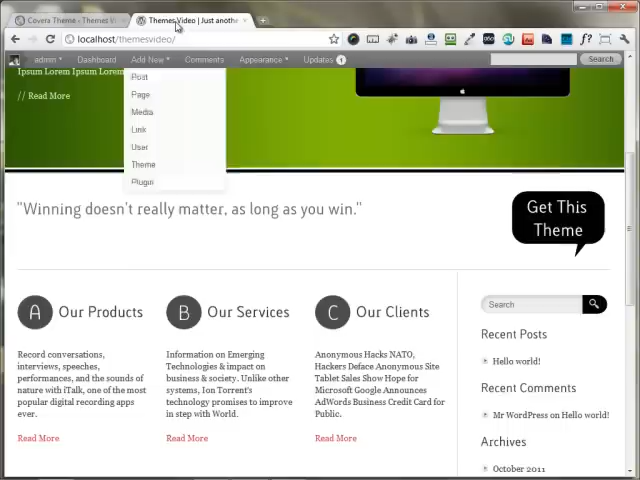 Covera Theme - Themes V
Themes Video | Just anoth
localhost/themesvideo/
admin Dashboard Add New Comments Appearance Updates 1 Search
Post
Page
Media
Link
User
Theme
Plugin
Ipsum Lorem Ipsum Lorem
// Read More
"Winning doesn't really matter, as long as you win."
Get This
Theme
A Our Products
B Our Services
C Our Clients
Record conversations,
interviews, speeches,
performances, and the sounds of
nature with iTalk, one of the most
popular digital recording apps
ever.
Read More
Information on Emerging
Technologies & impact on
business & society. Unlike other
systems, Ion Torrent's
technology promises to improve
in step with World.
Read More
Anonymous Hacks NATO,
Hackers Deface Anonymous Site
Tablet Sales Show Hope for
Microsoft Google Announces
AdWords Business Credit Card for
Public.
Read More
Search
Recent Posts
Hello world!
Recent Comments
Mr WordPress on Hello world!
Archives
October 2011